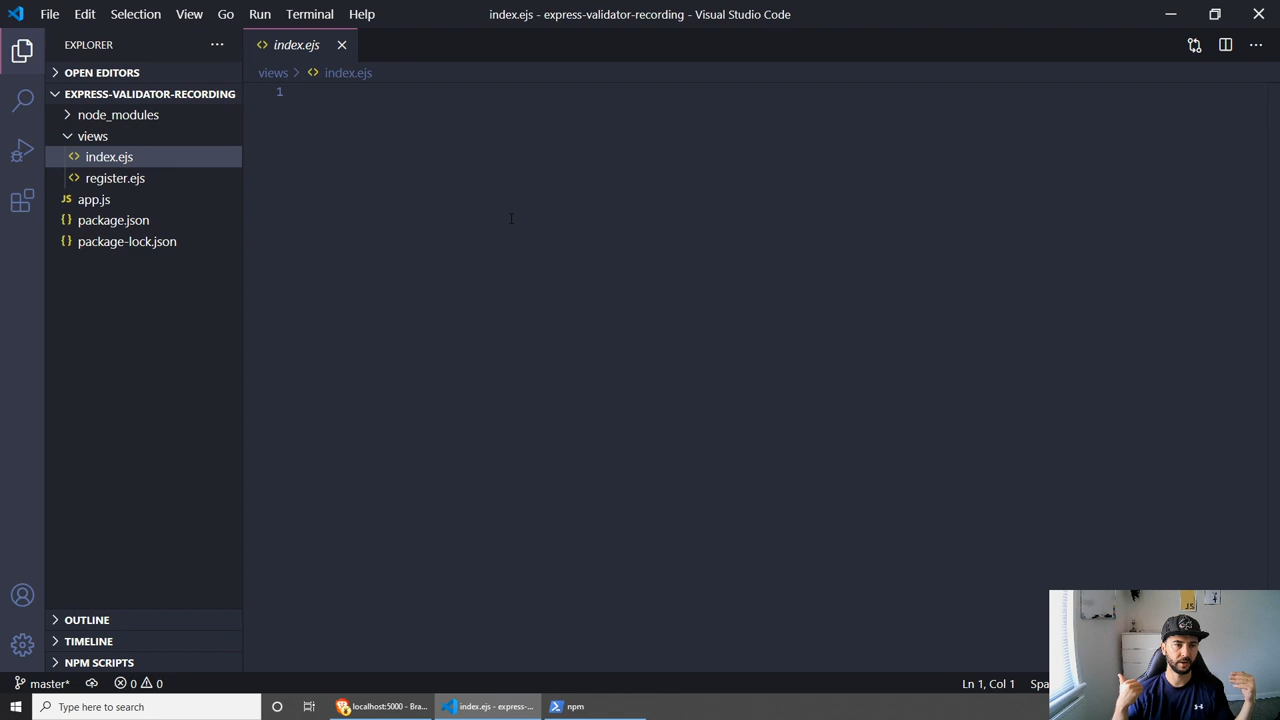 File Edit Selection View Go Run Terminal Help index.ejs - express-validator-recording - Visual Studio Code
EXPLORER
index.ejs
OPEN EDITORS
views > index.ejs
EXPRESS-VALIDATOR-RECORDING
1
node_modules
views
index.ejs
register.ejs
JS app.js
{} package.json
{} package-lock.json
OUTLINE
TIMELINE
NPM SCRIPTS
JS
master* 0 0 Ln 1, Col 1 Spa
Type here to search localhost:5000 - Bra... index.ejs - express-... npm